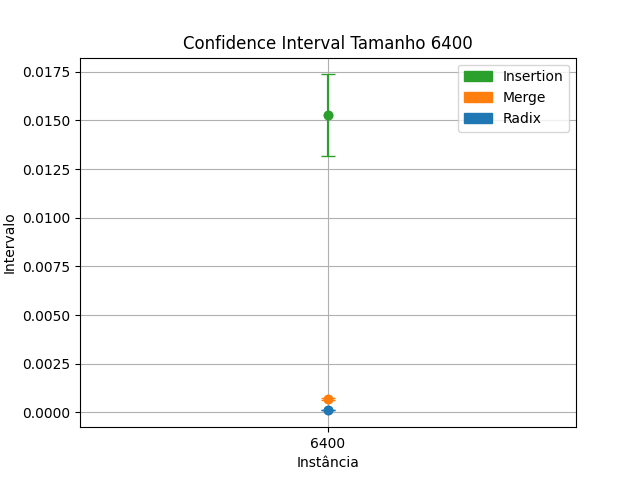 Confidence Interval Tamanho 6400
Insertion
Merge
Radix
0.0175
0.0150
0.0125
0.0100
0.0075
0.0050
0.0025
0.0000
Intervalo
6400
Instância